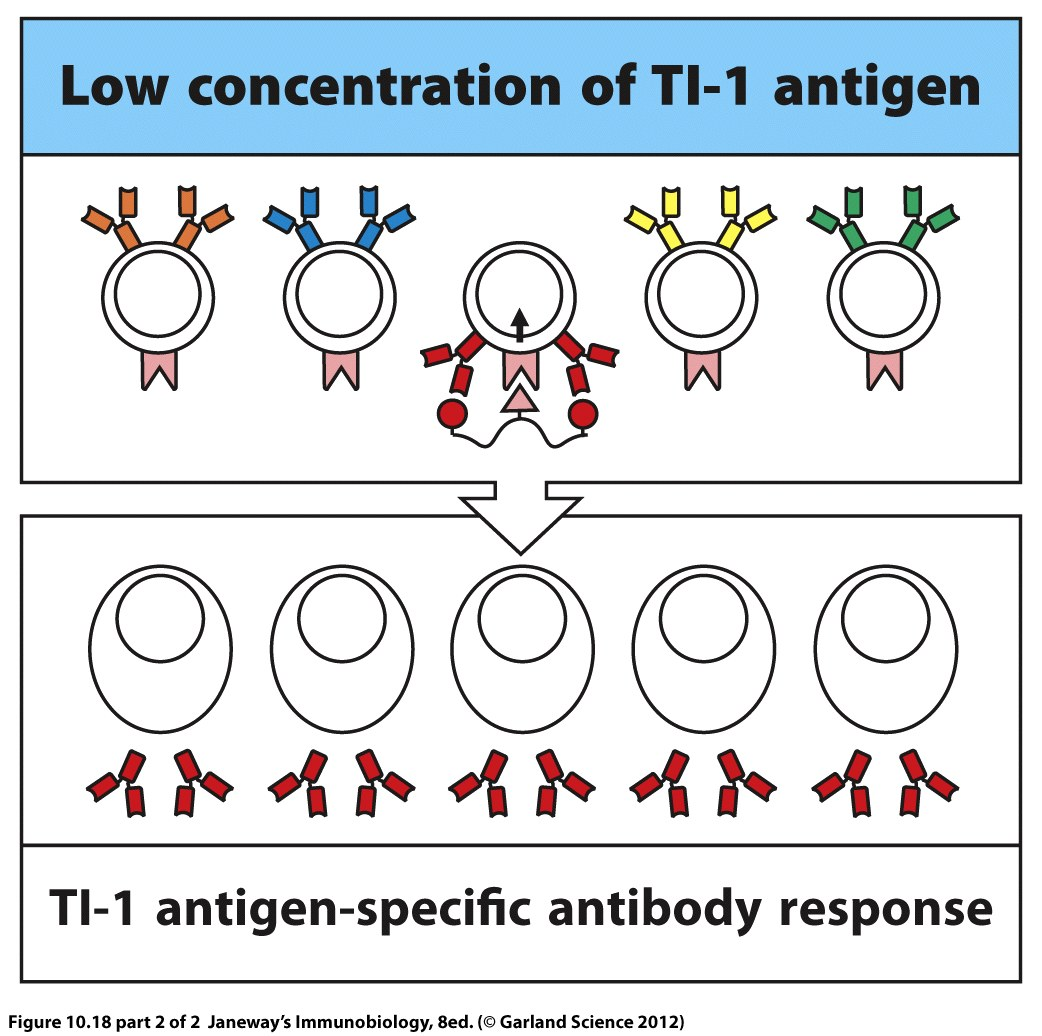 Low concentration of TI-1 antigen
TI-1 antigen-specific antibody response
Figure 10.18 part 2 of 2 Janeway’s Immunobiology, 8ed. (© Garland Science 2012)